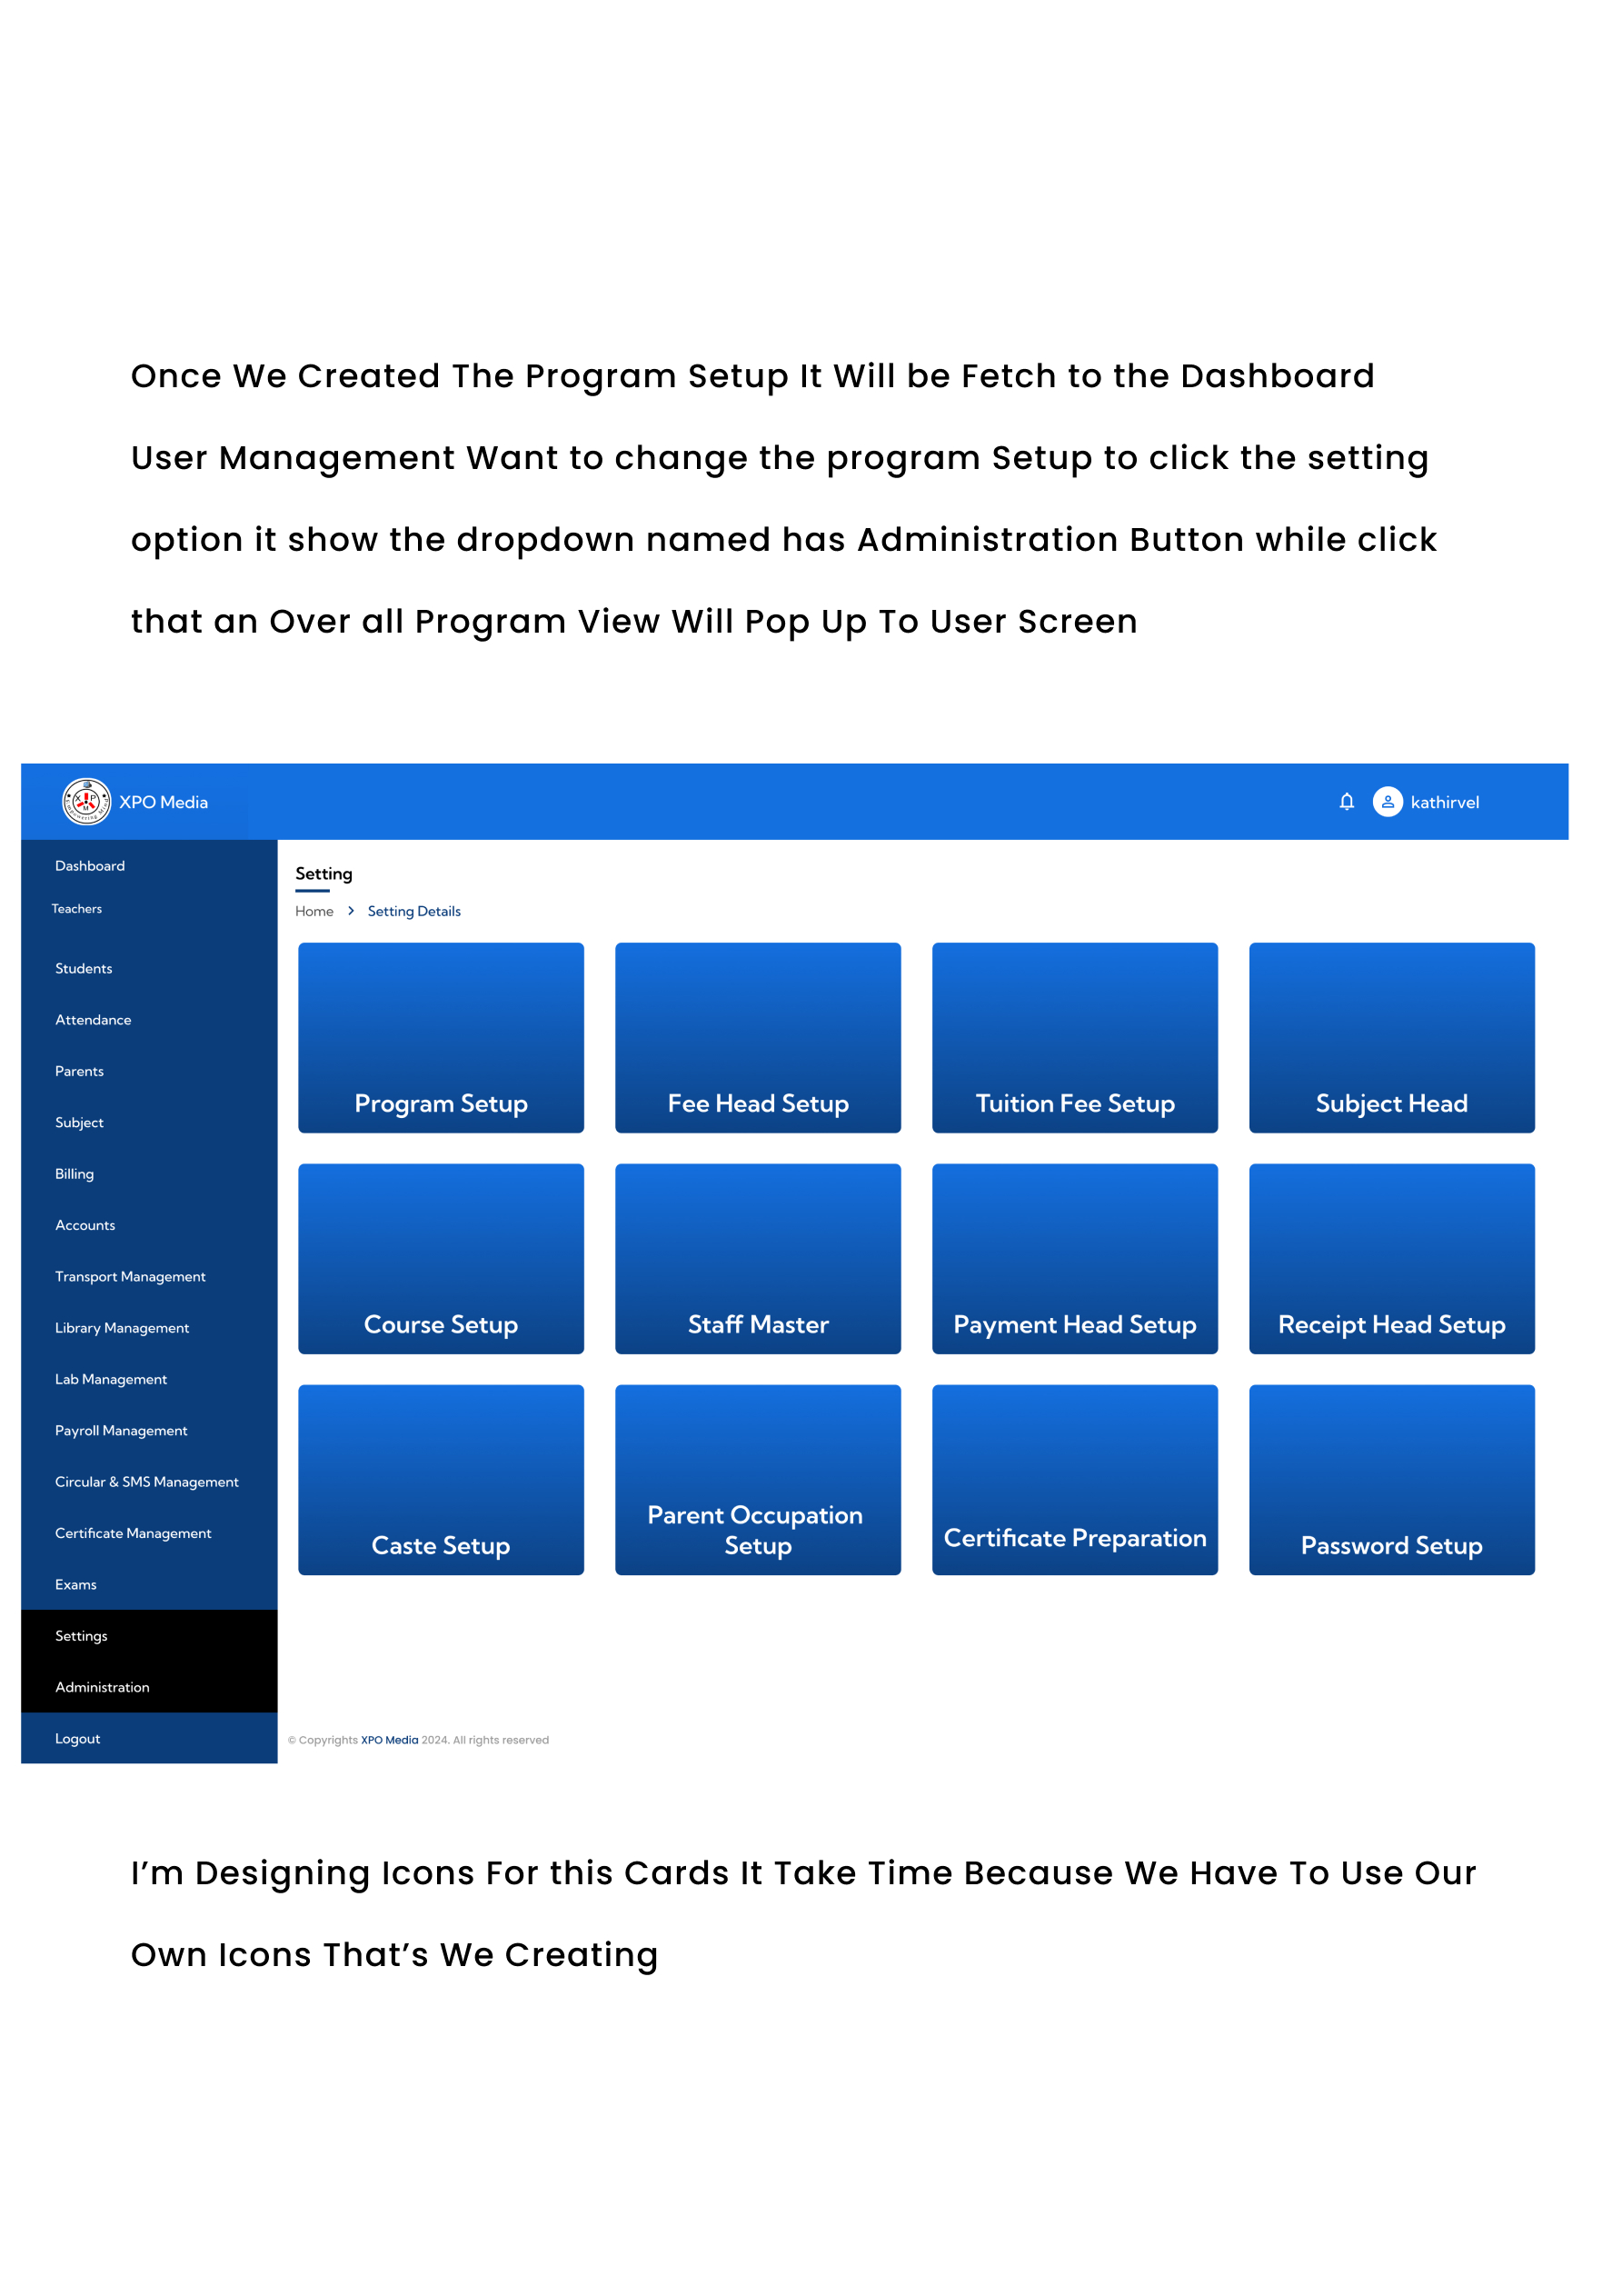 Once We Created The Program Setup It Will be Fetch to the Dashboard
User Management Want to change the program Setup to click the setting
option it show the dropdown named has Administration Button while click
that an Over all Program View Will Pop Up To User Screen
XPO Media
kathirvel
Dashboard
Teachers
Students
Attendance
Parents
Subject
Billing
Accounts
Transport Management
Library Management
Lab Management
Payroll Management
Circular & SMS Management
Certificate Management
Exams
Settings
Administration
Logout
Setting
Home > Setting Details
Program Setup
Fee Head Setup
Tuition Fee Setup
Subject Head
Course Setup
Staff Master
Payment Head Setup
Receipt Head Setup
Caste Setup
Parent Occupation
Setup
Certificate Preparation
Password Setup
© Copyrights XPO Media 2024. All rights reserved
I’m Designing Icons For this Cards It Take Time Because We Have To Use Our
Own Icons That’s We Creating